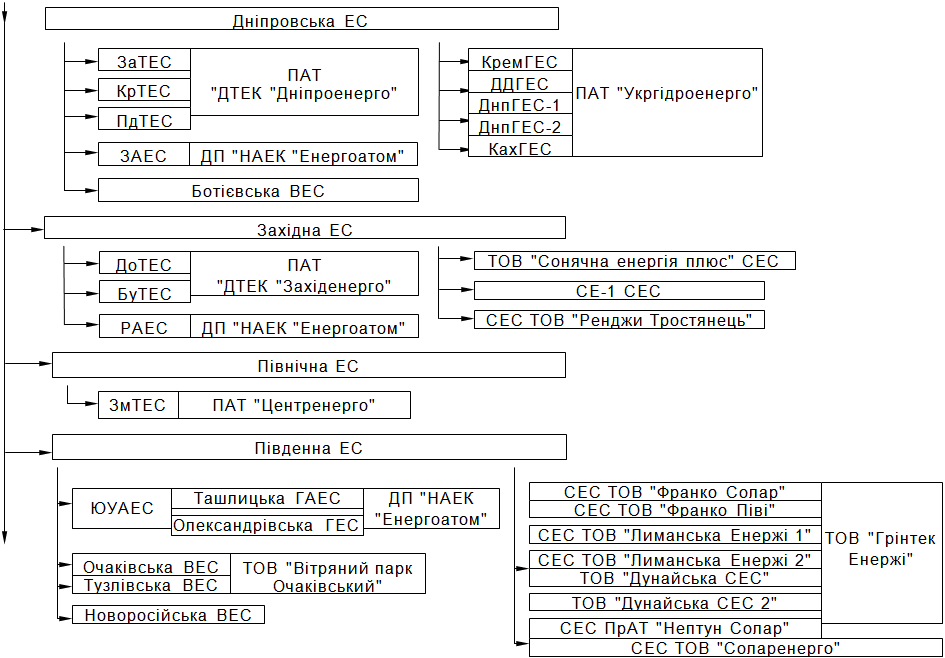 Дніпровська ЕС
ЗаТЕС
КрТЕС
ПдТЕС
ПАТ
"ДТЕК "Дніпроенерго"
ЗАЕС
ДП "НАЕК "Енергоатом"
Ботієвська ВЕС
КремГЕС
ДДГЕС
ДнпГЕС-1
ДнпГЕС-2
КахГЕС
ПАТ "Укргідроенерго"
Західна ЕС
ДоТЕС
БуТЕС
ПАТ
"ДТЕК "Західенерго"
РАЕС
ДП "НАЕК "Енергоатом"
ТОВ "Сонячна енергія плюс" СЕС
СЕ-1 СЕС
СЕС ТОВ "Ренджи Тростянець"
Північна ЕС
ЗмТЕС
ПАТ "Центренерго"
Південна ЕС
ЮУАЕС
Ташлицька ГАЕС
Олександрівська ГЕС
ДП "НАЕК
"Енергоатом"
Очаківська ВЕС
Тузлівська ВЕС
ТОВ "Вітряний парк
Очаківський"
Новоросійська ВЕС
СЕС ТОВ "Франко Солар"
СЕС ТОВ "Франко Піві"
СЕС ТОВ "Лиманська Енержі 1"
СЕС ТОВ "Лиманська Енержі 2"
ТОВ "Дунайська СЕС"
ТОВ "Дунайська СЕС 2"
СЕС ПрАТ "Нептун Солар"
ТОВ "Грінтек
Енержі"
СЕС ТОВ "Соларенерго"